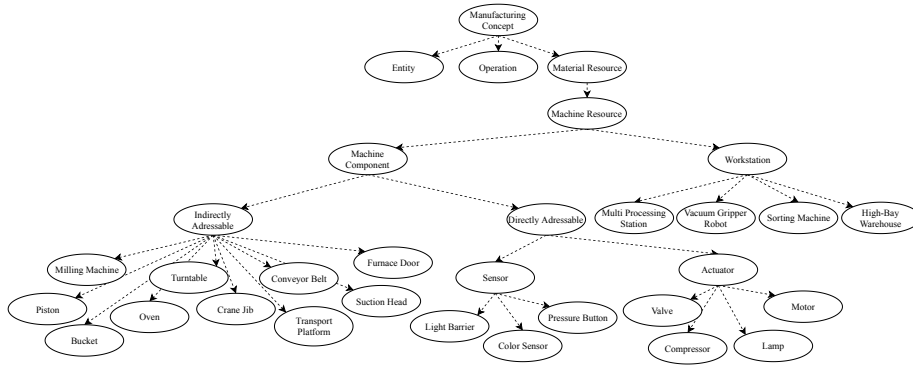 Manufacturing
Concept
Entity
Operation
Material Resource
Machine Resource
Machine
Component
Workstation
Indirectly
Adressable
Directly Adressable
Multi Processing
Station
Vacuum Gripper
Robot
Sorting Machine
High-Bay
Warehouse
Milling Machine
Turntable
Conveyor Belt
Furnace Door
Sensor
Actuator
Piston
Oven
Crane Jib
Suction Head
Bucket
Transport
Platform
Light Barrier
Color Sensor
Pressure Button
Valve
Motor
Compressor
Lamp